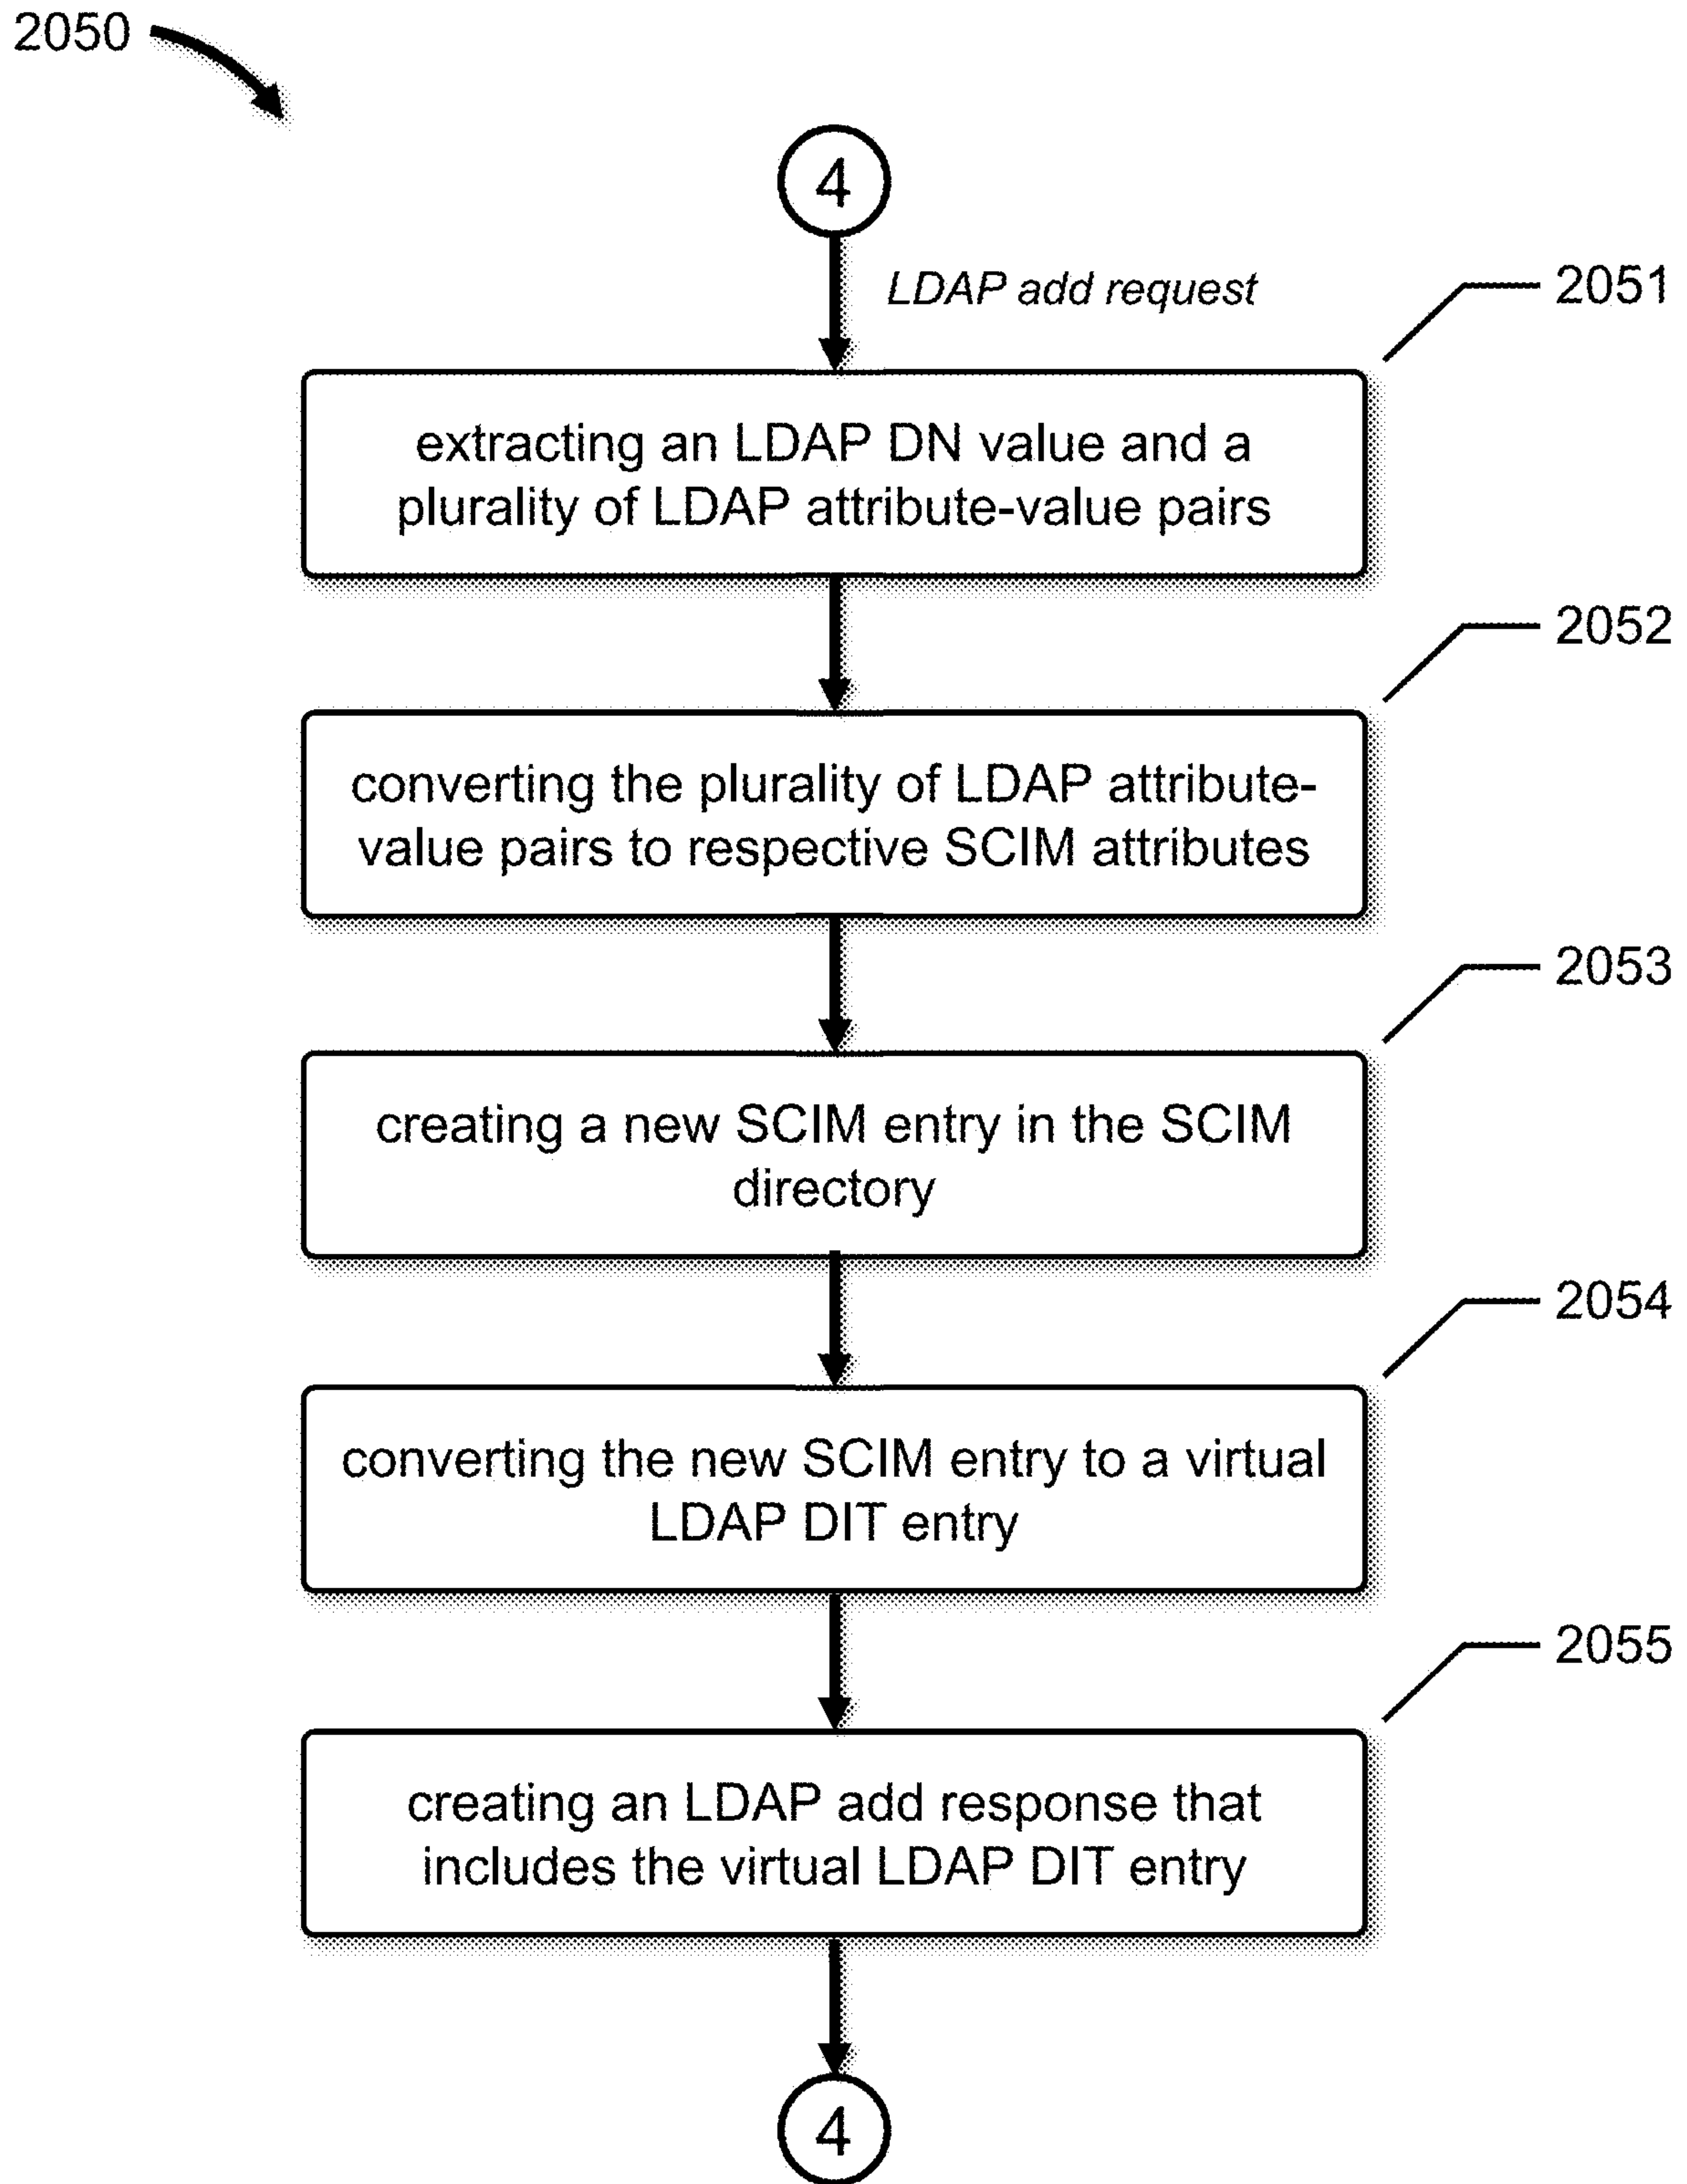 2050
4
LDAP add request
2051
extracting an LDAP DN value and a
plurality of LDAP attribute-value pairs
2052
converting the plurality of LDAP attribute-
value pairs to respective SCIM attributes
2053
creating a new SCIM entry in the SCIM
directory
2054
converting the new SCIM entry to a virtual
LDAP DIT entry
2055
creating an LDAP add response that
includes the virtual LDAP DIT entry
4